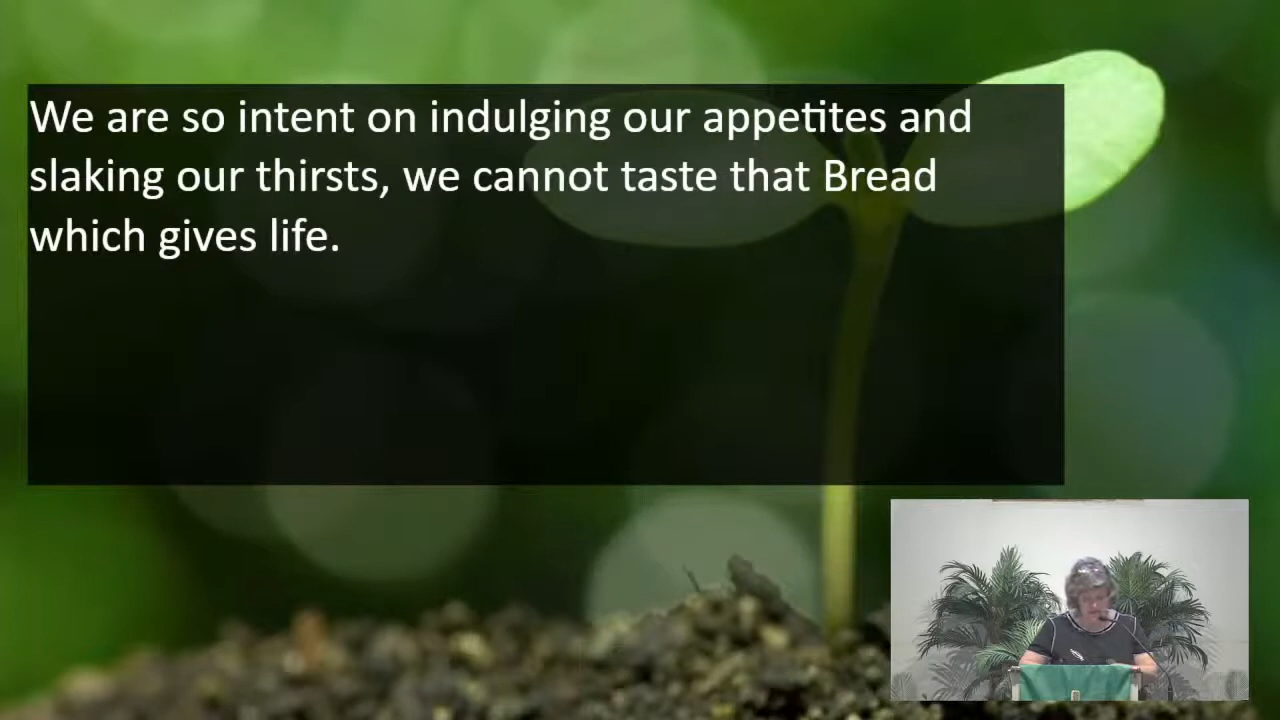 We are so intent on indulging our appetites and
slaking our thirsts, we cannot taste that Bread
which gives life.